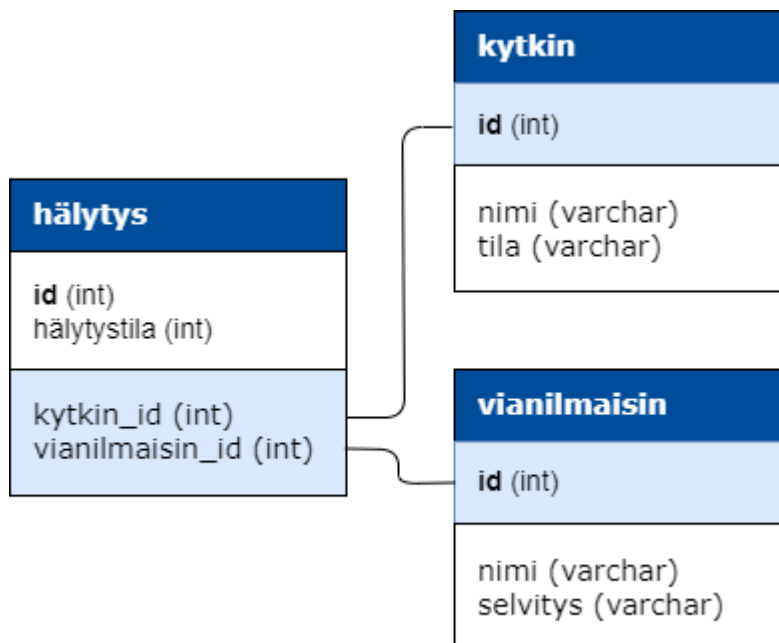 kytkin
id (int)
nimi (varchar)
tila (varchar)
hälytys
id (int)
hälytystila (int)
kytkin_id (int)
vianilmaisin_id (int)
vianilmaisin
id (int)
nimi (varchar)
selvitys (varchar)